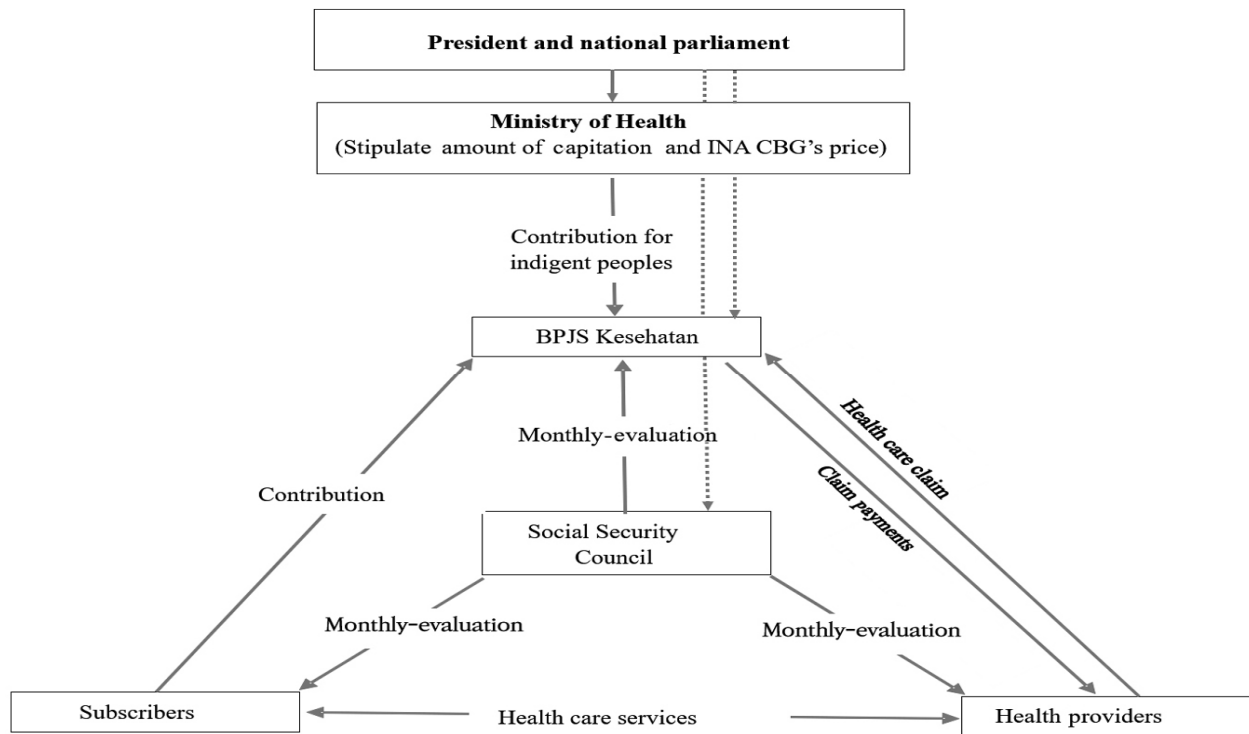 President and national parliament
Ministry of Health
(Stipulate amount of capitation and INA CBG's price)
Contribution for
indigent peoples
BPJS Kesehatan
Monthly-evaluation
Health care claim
Claim payments
Contribution
Social Security
Council
Monthly-evaluation
Monthly-evaluation
Subscribers
Health care services
Health providers